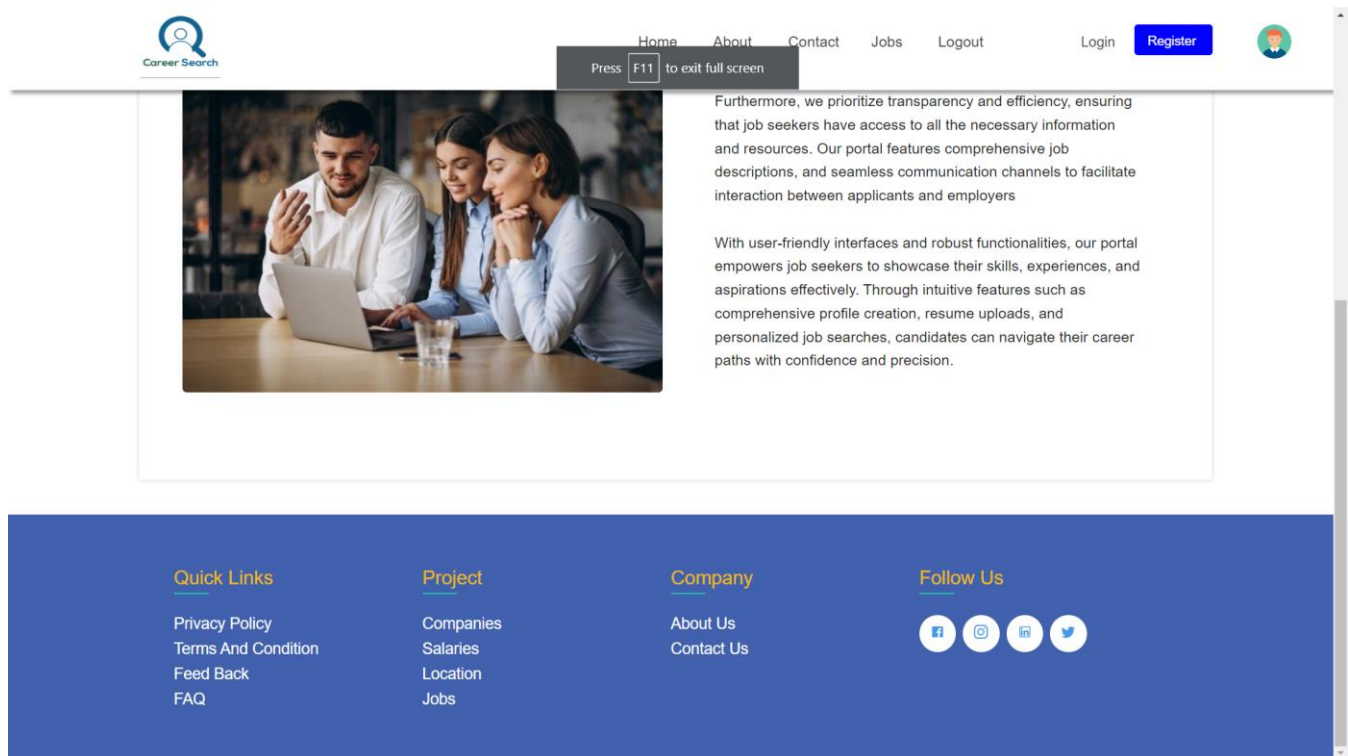 Career Search
Home About Contact Jobs Logout Login Register
Press F11 to exit full screen
Furthermore, we prioritize transparency and efficiency, ensuring
that job seekers have access to all the necessary information
and resources. Our portal features comprehensive job
descriptions, and seamless communication channels to facilitate
interaction between applicants and employers
With user-friendly interfaces and robust functionalities, our portal
empowers job seekers to showcase their skills, experiences, and
aspirations effectively. Through intuitive features such as
comprehensive profile creation, resume uploads, and
personalized job searches, candidates can navigate their career
paths with confidence and precision.
Quick Links
Privacy Policy
Terms And Condition
Feed Back
FAQ
Project
Companies
Salaries
Location
Jobs
Company
About Us
Contact Us
Follow Us